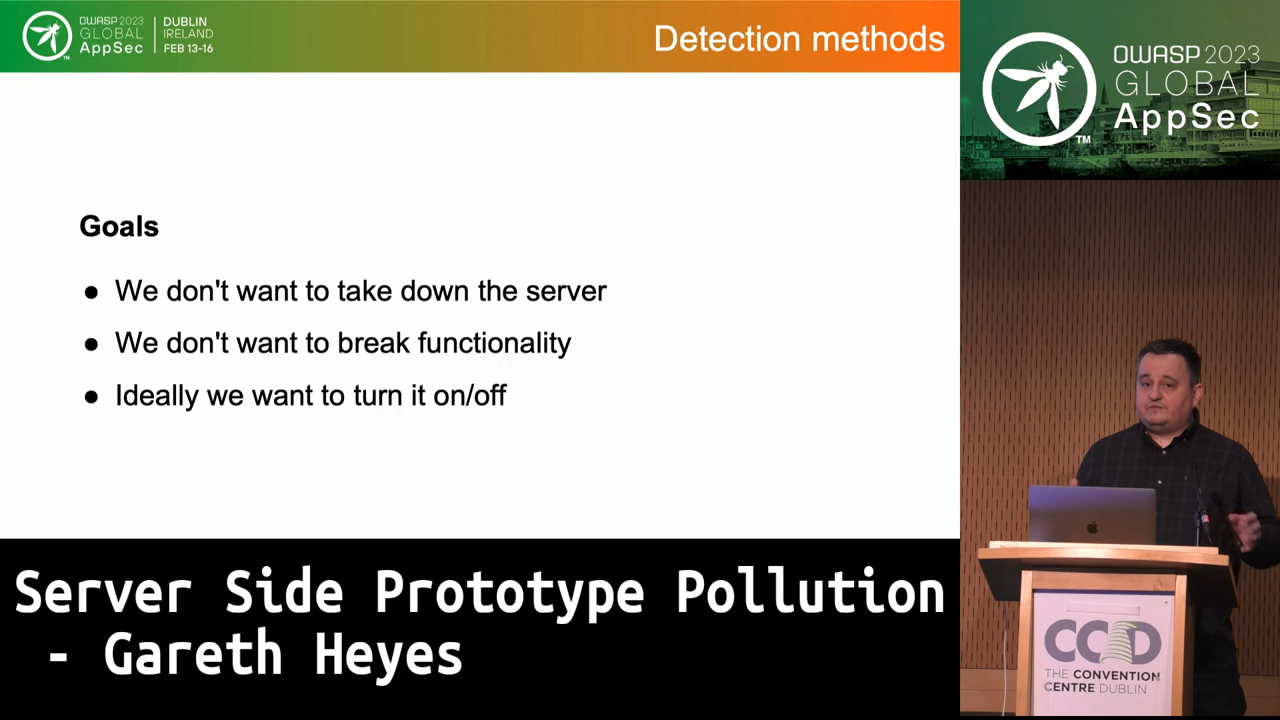 OWASP 2023
GLOBAL
AppSec
TM
DUBLIN
IRELAND
FEB 13-16
Detection methods
OWASP 2023
GLOBAL
AppSec
TM
Goals
● We don't want to take down the server
● We don't want to break functionality
● Ideally we want to turn it on/off
Server Side Prototype Pollution
- Gareth Heyes
CCD
THE CONVENTION
CENTRE DUBLIN